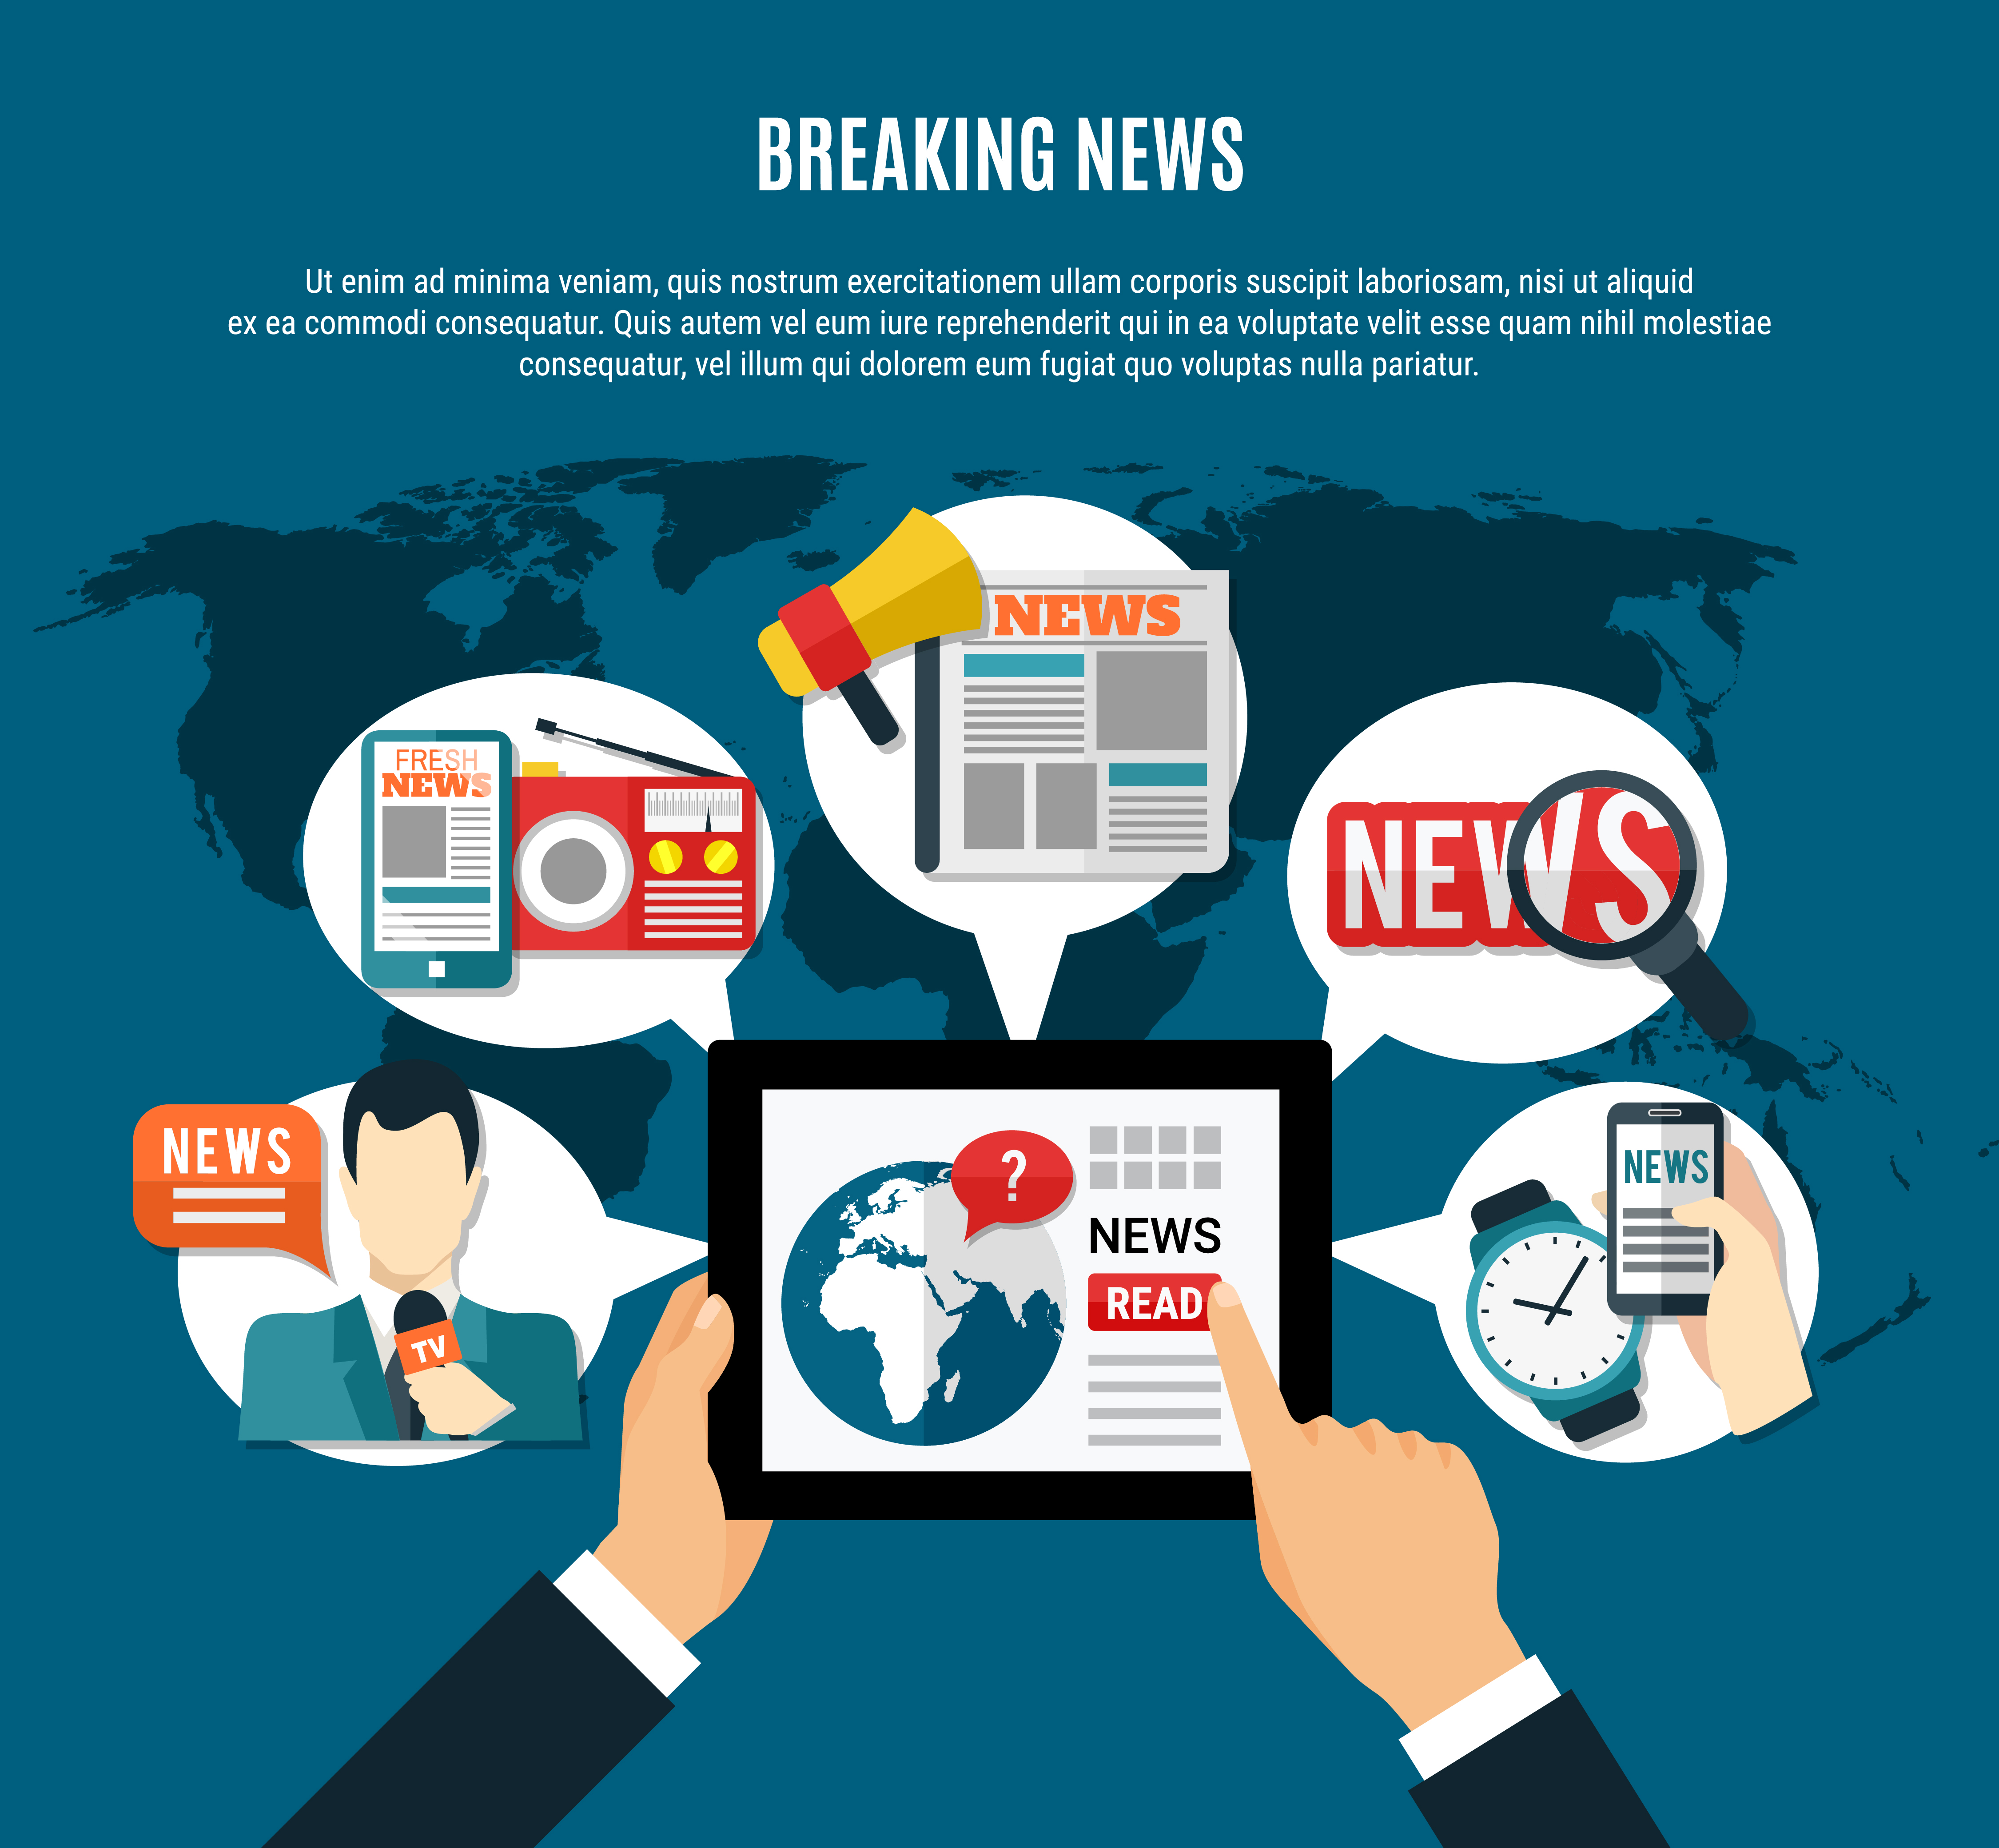 BREAKING NEWS
Ut enim ad minima veniam, quis nostrum exercitationem ullam corporis suscipit laboriosam, nisi ut aliquid
ex ea commodi consequatur. Quis autem vel eum iure reprehenderit qui in ea voluptate velit esse quam nihil molestiae
consequatur, vel illum qui dolorem eum fugiat quo voluptas nulla pariatur.
NEWS
FRESH
NEWS
NEWS
NEWS
TV
?
NEWS
READ
NEWS